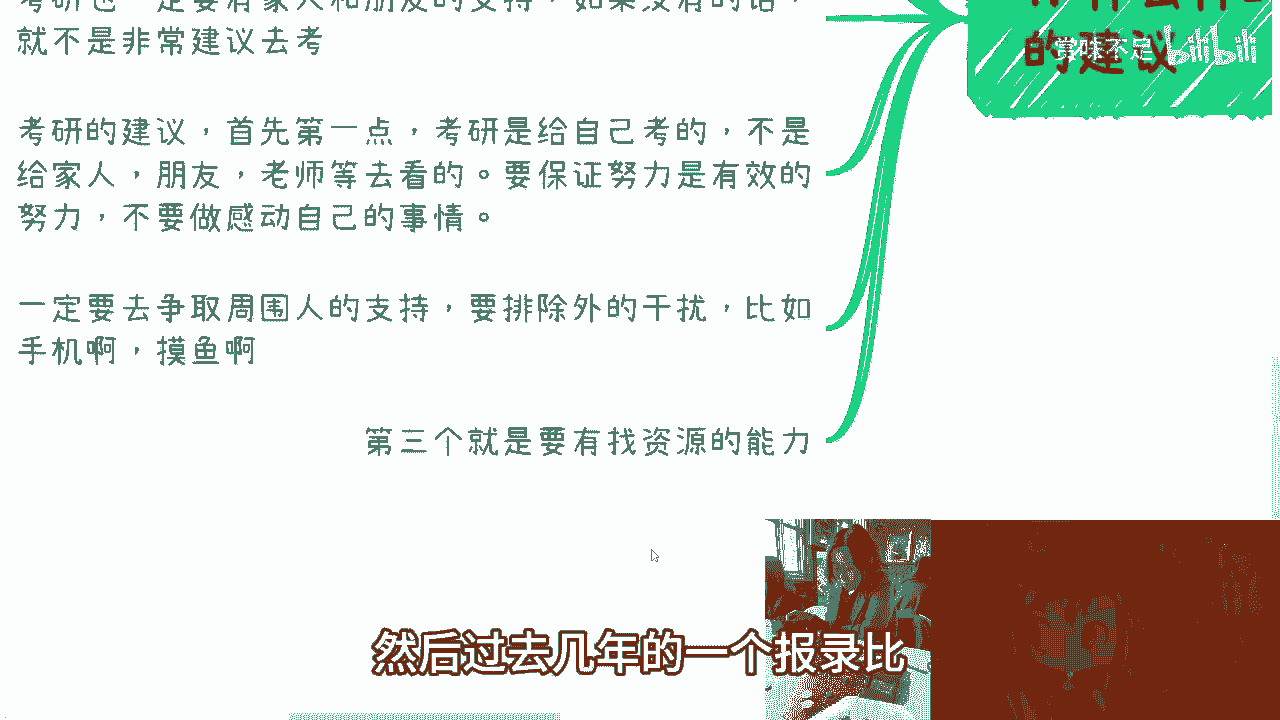 考研也一定要有家人和朋友的支持，如果没有的话，
就不是非常建议去考
考研的建议，首先第一点，考研是给自己考的，不是
给家人，朋友，老师等去看的。要保证努力是有效的
努力，不要做感动自己的事情。
一定要去争取周围人的支持，要排除外的干扰，比如
手机啊，摸鱼啊
第三个就是要有找资源的能力
的建议
赏味不足 bilibili
然后过去几年的一个报录比